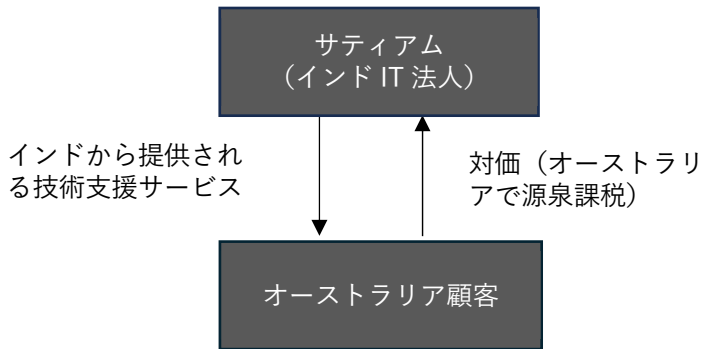 サティアム
（インド IT 法人）
インドから提供され
る技術支援サービス
対価（オーストラリ
アで源泉課税）
オーストラリア顧客